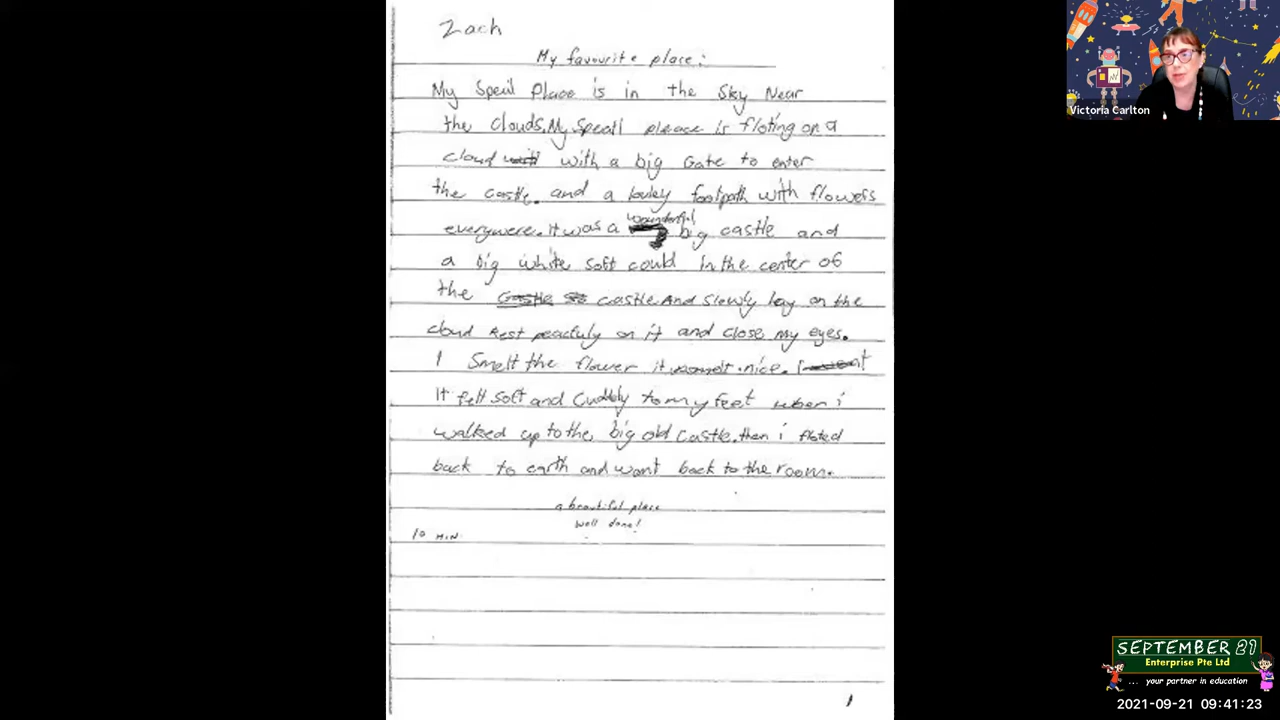 Zach
My favourite place:
My Speil Place is in the Sky Near
the clouds. My Speatl pleace is floting on a
cloud with a big Gate to enter
the castle. and a lovley footpath with flowers
everywere. it was a wounderful big castle and
a big white soft could In the center of
the castle And slowly lay on the
cloud Rest peactuly on it and close my eyes.
I Smelt the flower it nice.
It felt soft and Cuddly to my feet when i
walked up to the big old Castle. then i floted
back to earth and want back to the room.
a beautiful place
well done!
10 MIN
1
Victoria Carlton
SEPTEMBER 21
Enterprise Pte Ltd
... your partner in education
2021-09-21 09:41:23